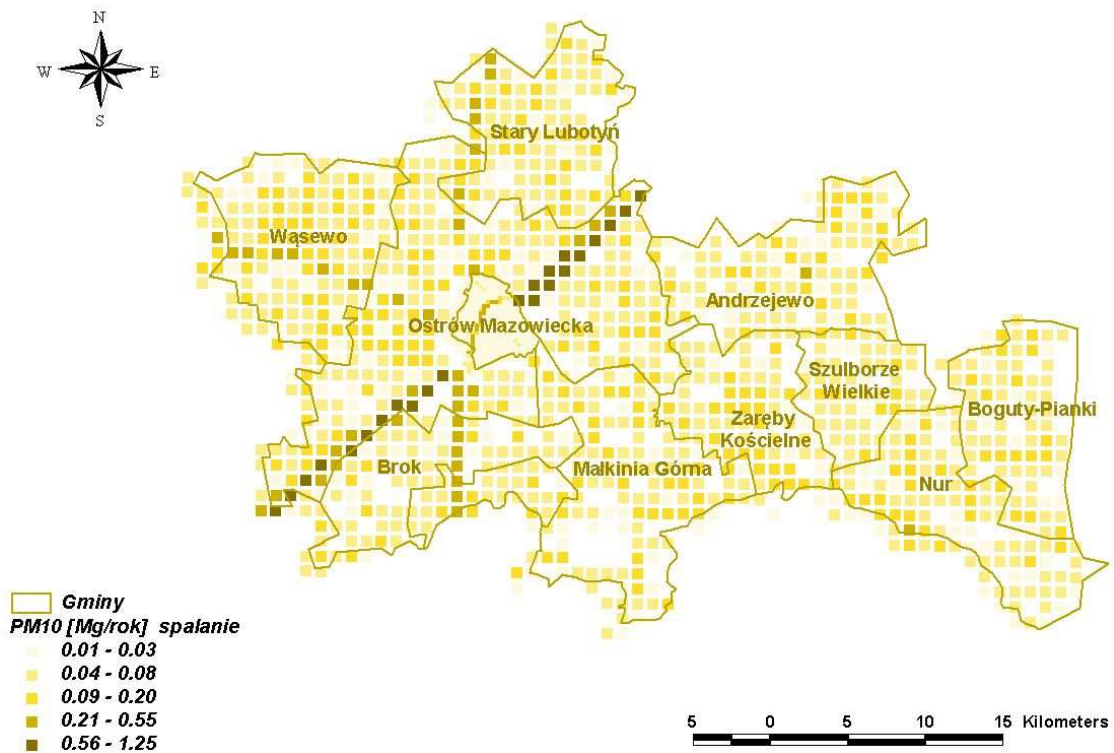 N
W E
S
Stary Lubotyń
Wąsewo
Andrzejewo
Ostrów Mazowiecka
Szulborze
Wielkie
Boguty-Pianki
Zaręby
Kościelne
Brok
Małkinia Górna
Nur
Gminy
PM10 [Mg/rok] spalanie
0.01 - 0.03
0.04 - 0.08
0.09 - 0.20
0.21 - 0.55
0.56 - 1.25
5 0 5 10 15 Kilometers